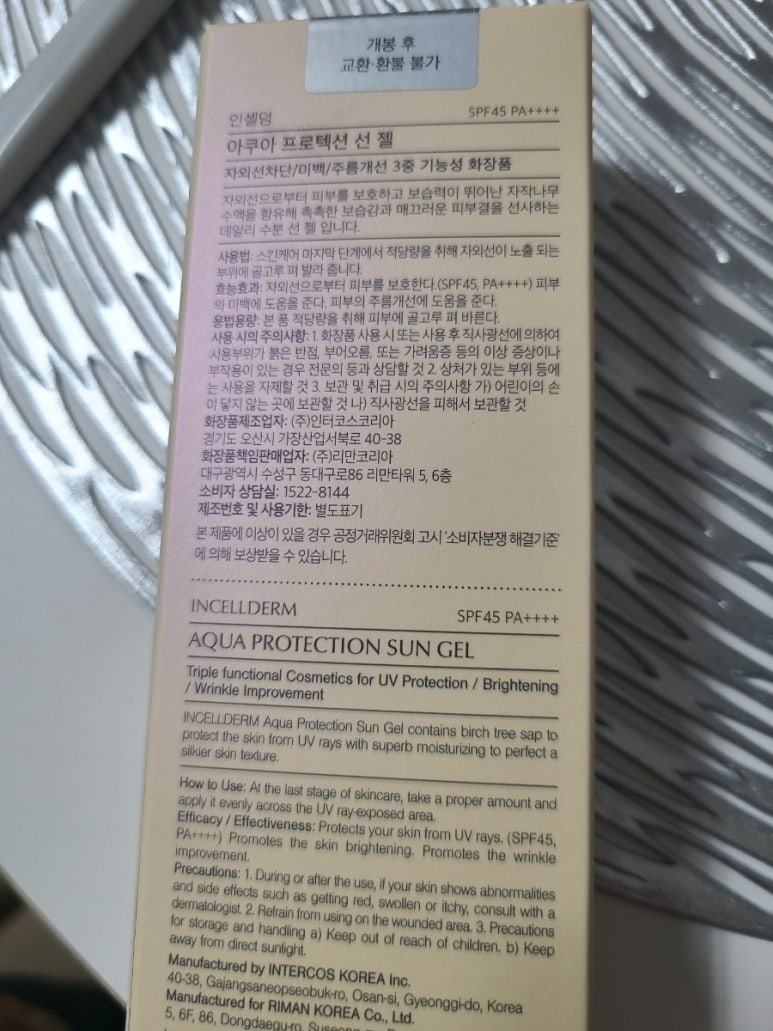 개봉 후
교환·환불 불가
인셀덤 SPF45 PA++++
아쿠아 프로텍션 선 젤
자외선차단/미백/주름개선 3중 기능성 화장품
자외선으로부터 피부를 보호하고 보습력이 뛰어난 자작나무
수액을 함유해 촉촉한 보습감과 매끄러운 피부결을 선사하는
데일리 수분 선 젤 입니다.
사용법: 스킨케어 마지막 단계에서 적당량을 취해 자외선이 노출 되는
부위에 골고루 펴 발라 줍니다.
효능효과: 자외선으로부터 피부를 보호한다.(SPF45, PA++++) 피부
의 미백에 도움을 준다. 피부의 주름개선에 도움을 준다.
용법용량: 본 품 적당량을 취해 피부에 골고루 펴 바른다.
사용 시의 주의사항: 1. 화장품 사용 시 또는 사용 후 직사광선에 의하여
사용부위가 붉은 반점, 부어오름, 또는 가려움증 등의 이상 증상이나
부작용이 있는 경우 전문의 등과 상담할 것 2. 상처가 있는 부위 등에
는 사용을 자제할 것 3. 보관 및 취급 시의 주의사항 가) 어린이의 손
이 닿지 않는 곳에 보관할 것 나) 직사광선을 피해서 보관할 것
화장품제조업자: (주)인터코스코리아
경기도 오산시 가장산업서북로 40-38
화장품책임판매업자: (주)리만코리아
대구광역시 수성구 동대구로86 리만타워 5, 6층
소비자 상담실: 1522-8144
제조번호 및 사용기한: 별도표기
본 제품에 이상이 있을 경우 공정거래위원회 고시 '소비자분쟁 해결기준'
에 의해 보상받을 수 있습니다.
INCELLDERM SPF45 PA++++
AQUA PROTECTION SUN GEL
Triple functional Cosmetics for UV Protection / Brightening
/ Wrinkle Improvement
INCELLDERM Aqua Protection Sun Gel contains birch tree sap to
protect the skin from UV rays with superb moisturizing to perfect a
silkier skin texture.
How to Use: At the last stage of skincare, take a proper amount and
apply it evenly across the UV ray-exposed area.
Efficacy / Effectiveness: Protects your skin from UV rays. (SPF45,
PA++++) Promotes the skin brightening. Promotes the wrinkle
improvement.
Precautions: 1. During or after the use, if your skin shows abnormalities
and side effects such as getting red, swollen or itchy, consult with a
dermatologist. 2. Refrain from using on the wounded area. 3. Precautions
for storage and handling a) Keep out of reach of children. b) Keep
away from direct sunlight.
Manufactured by INTERCOS KOREA Inc.
40-38, Gajangsaneopseobuk-ro, Osan-si, Gyeonggi-do, Korea
Manufactured for RIMAN KOREA Co., Ltd.
5, 6F, 86, Dongdaegu-ro,